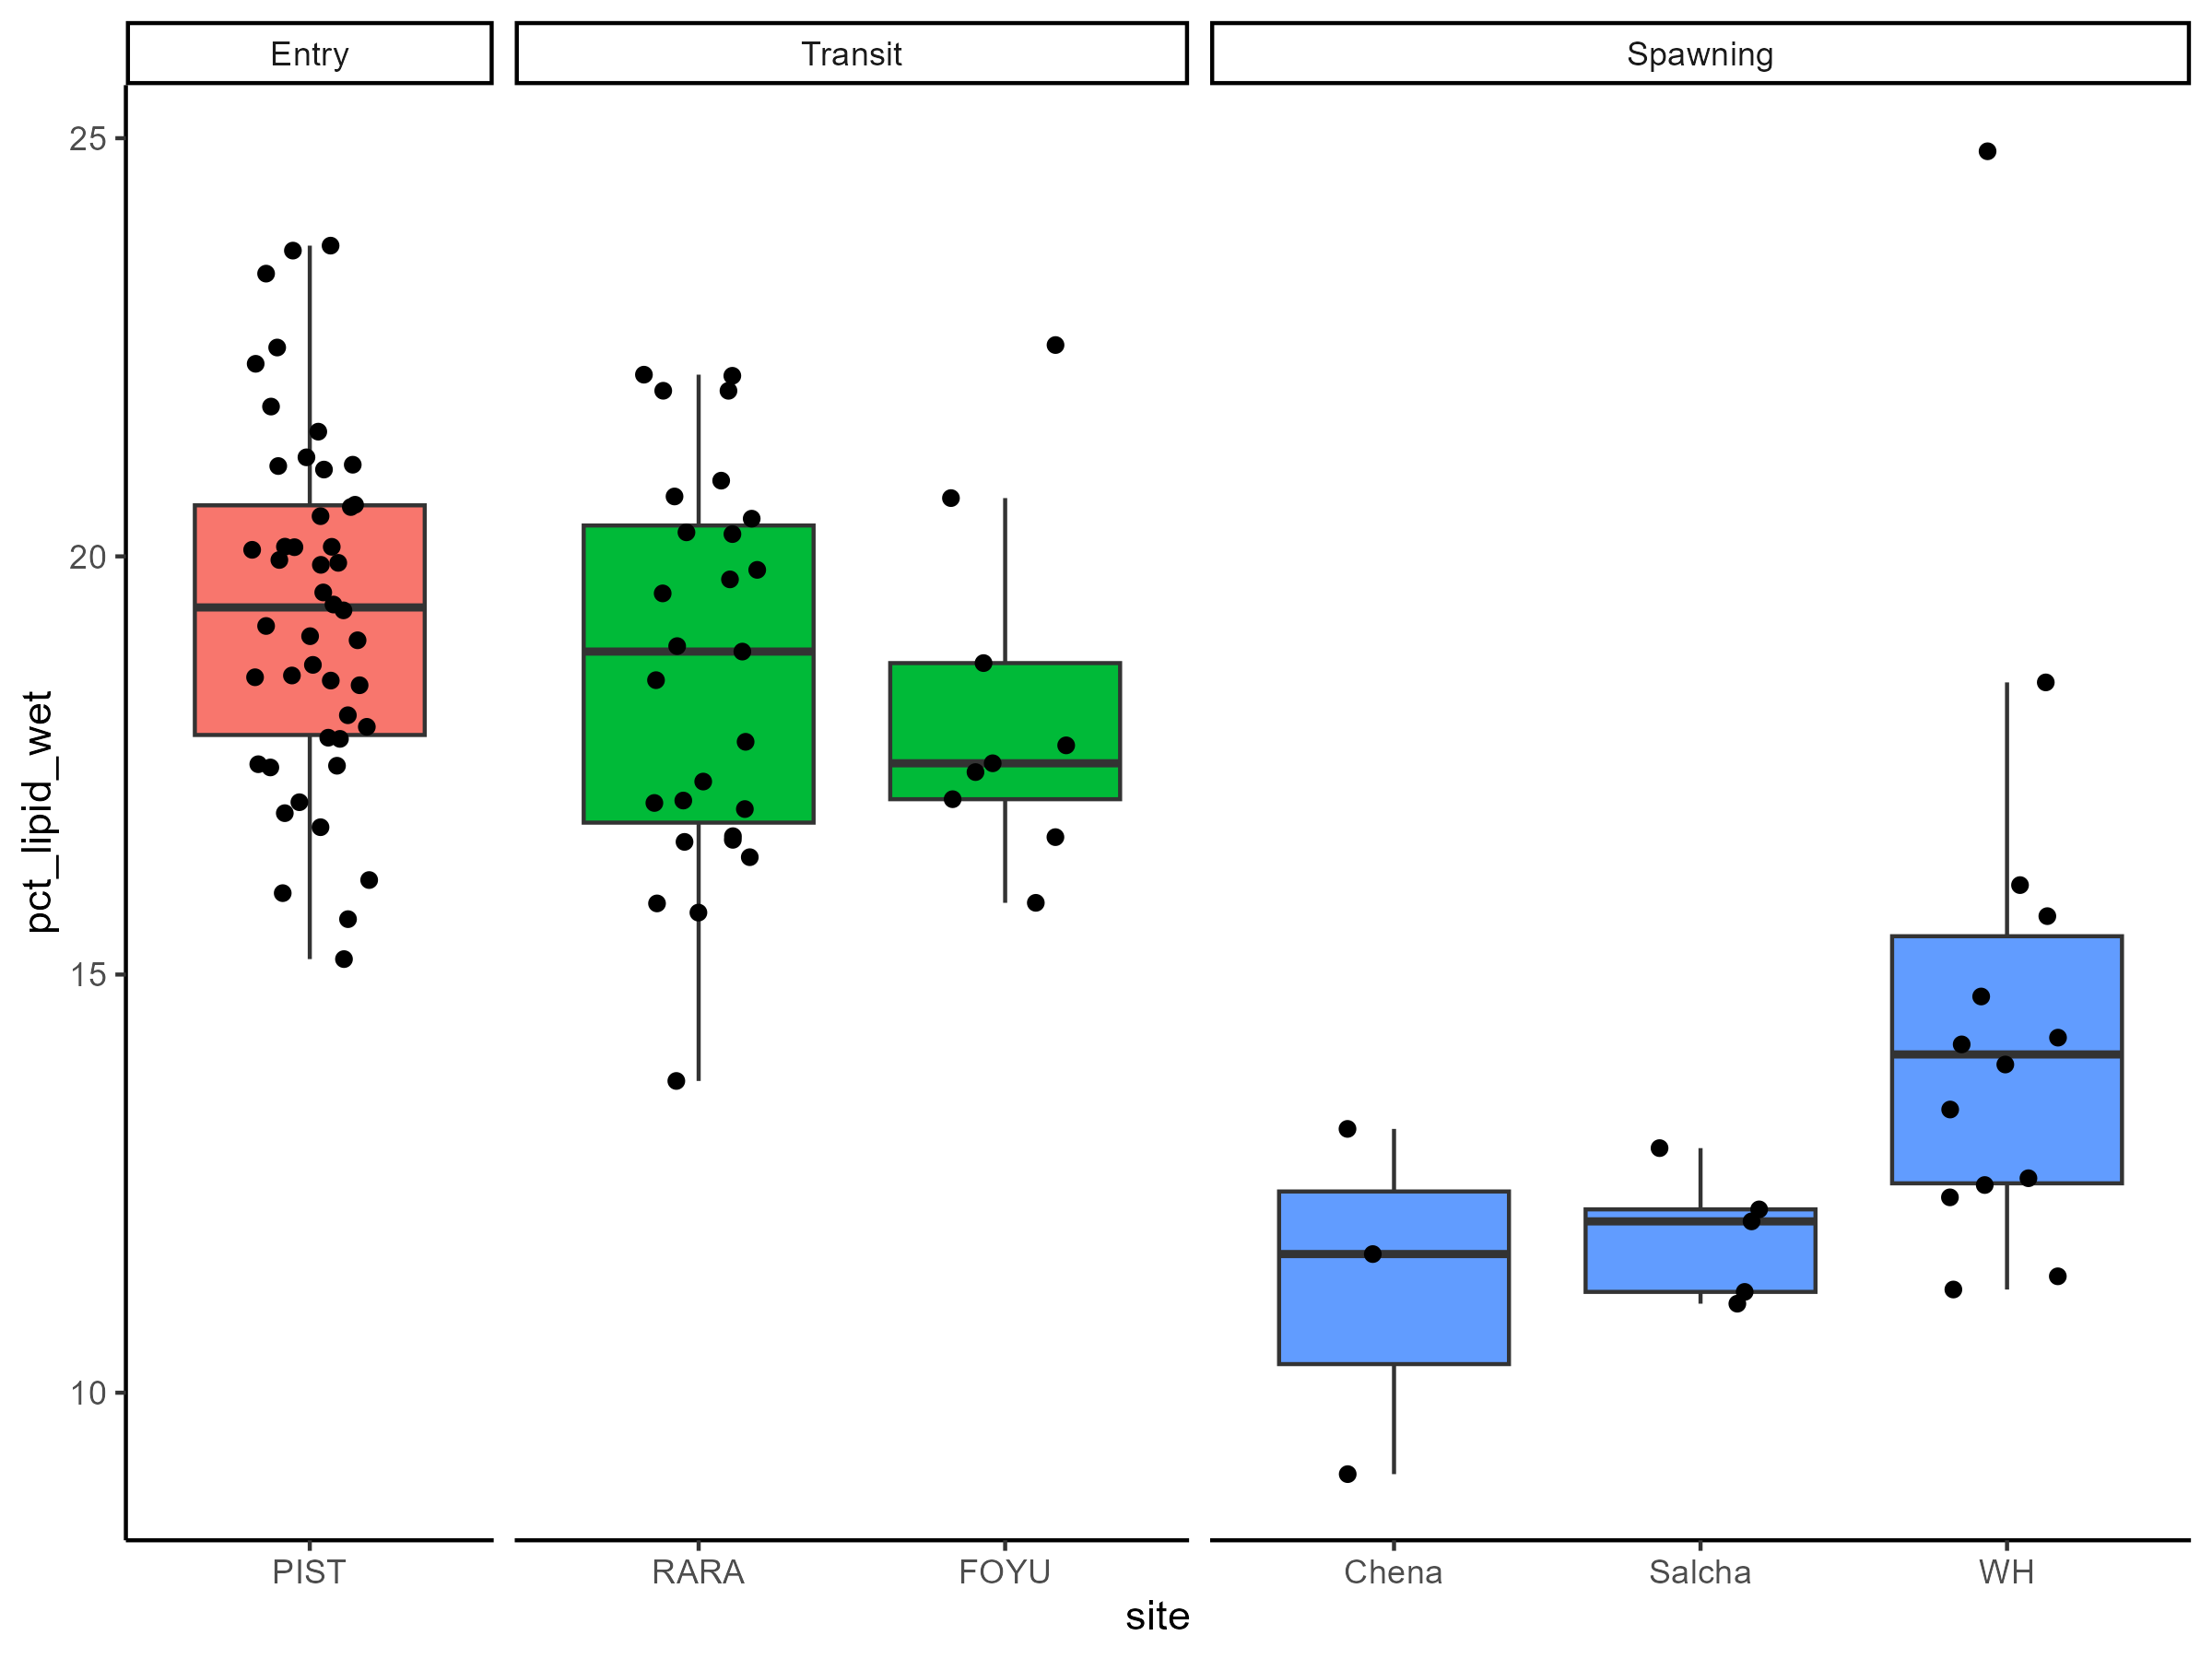 Entry Transit Spawning
25
20
15
10
pct_lipid_wet
PIST RARA FOYU Chena Salcha WH
site